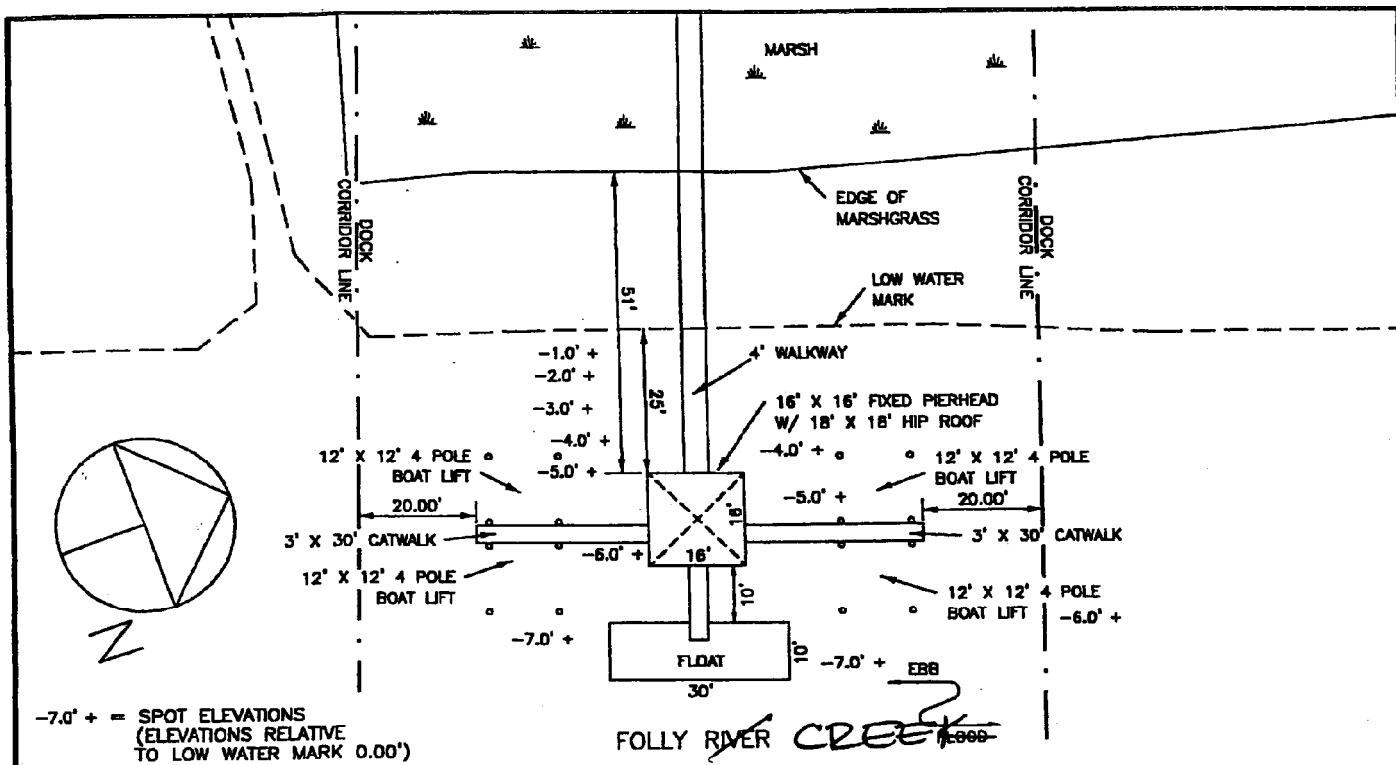 MARSH
EDGE OF
MARSHGRASS
DOCK
CORRIDOR LINE
DOCK
CORRIDOR LINE
51'
LOW WATER
MARK
25'
-1.0' +
-2.0' +
-3.0' +
-4.0' +
-5.0' +
4' WALKWAY
16' X 16' FIXED PIERHEAD
W/ 18' X 18' HIP ROOF
12' X 12' 4 POLE
BOAT LIFT
-4.0' +
-5.0' +
12' X 12' 4 POLE
BOAT LIFT
20.00'
20.00'
3' X 30' CATWALK
16'
16'
3' X 30' CATWALK
-6.0' +
12' X 12' 4 POLE
BOAT LIFT
12' X 12' 4 POLE
BOAT LIFT
-6.0' +
10'
-7.0' +
FLOAT
10'
-7.0' +
30'
EBB
N
-7.0' + = SPOT ELEVATIONS
(ELEVATIONS RELATIVE
TO LOW WATER MARK 0.00')
FOLLY RIVER CREEK
FLOOD